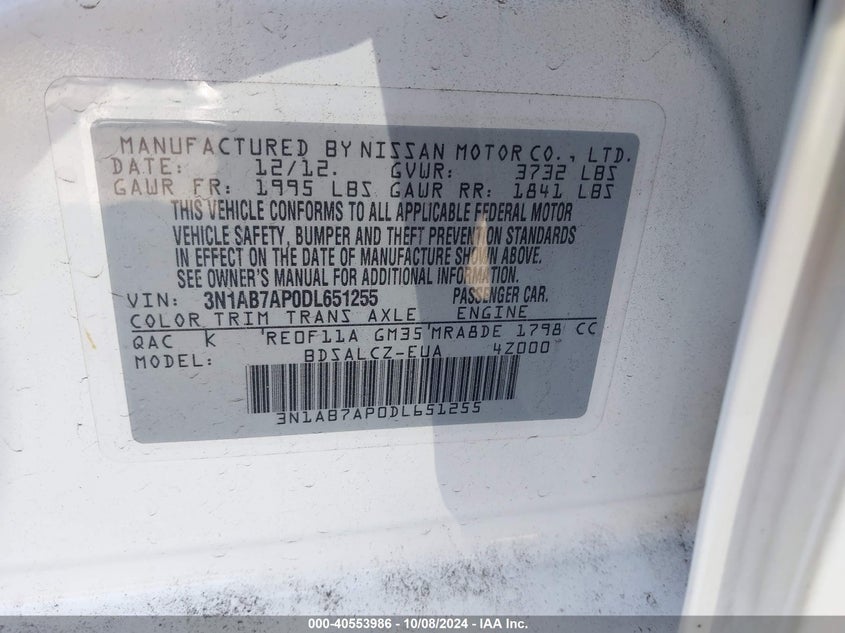 MANUFACTURED BY NISSAN MOTOR CO., LTD.
DATE: 12/12. GVWR: 3732 LBS
GAWR FR: 1995 LBS GAWR RR: 1841 LBS
THIS VEHICLE CONFORMS TO ALL APPLICABLE FEDERAL MOTOR
VEHICLE SAFETY, BUMPER AND THEFT PREVENTION STANDARDS
IN EFFECT ON THE DATE OF MANUFACTURE SHOWN ABOVE.
SEE OWNER'S MANUAL FOR ADDITIONAL INFORMATION.
VIN: 3N1AB7AP0DL651255 PASSENGER CAR.
COLOR TRIM TRANS AXLE ENGINE
QAC K RE0F11A GM35 MRA8DE 1798 CC
MODEL: BDSALCZ-EUA 4Z000
3N1AB7AP0DL651255
000-40553986 - 10/08/2024 - IAA Inc.